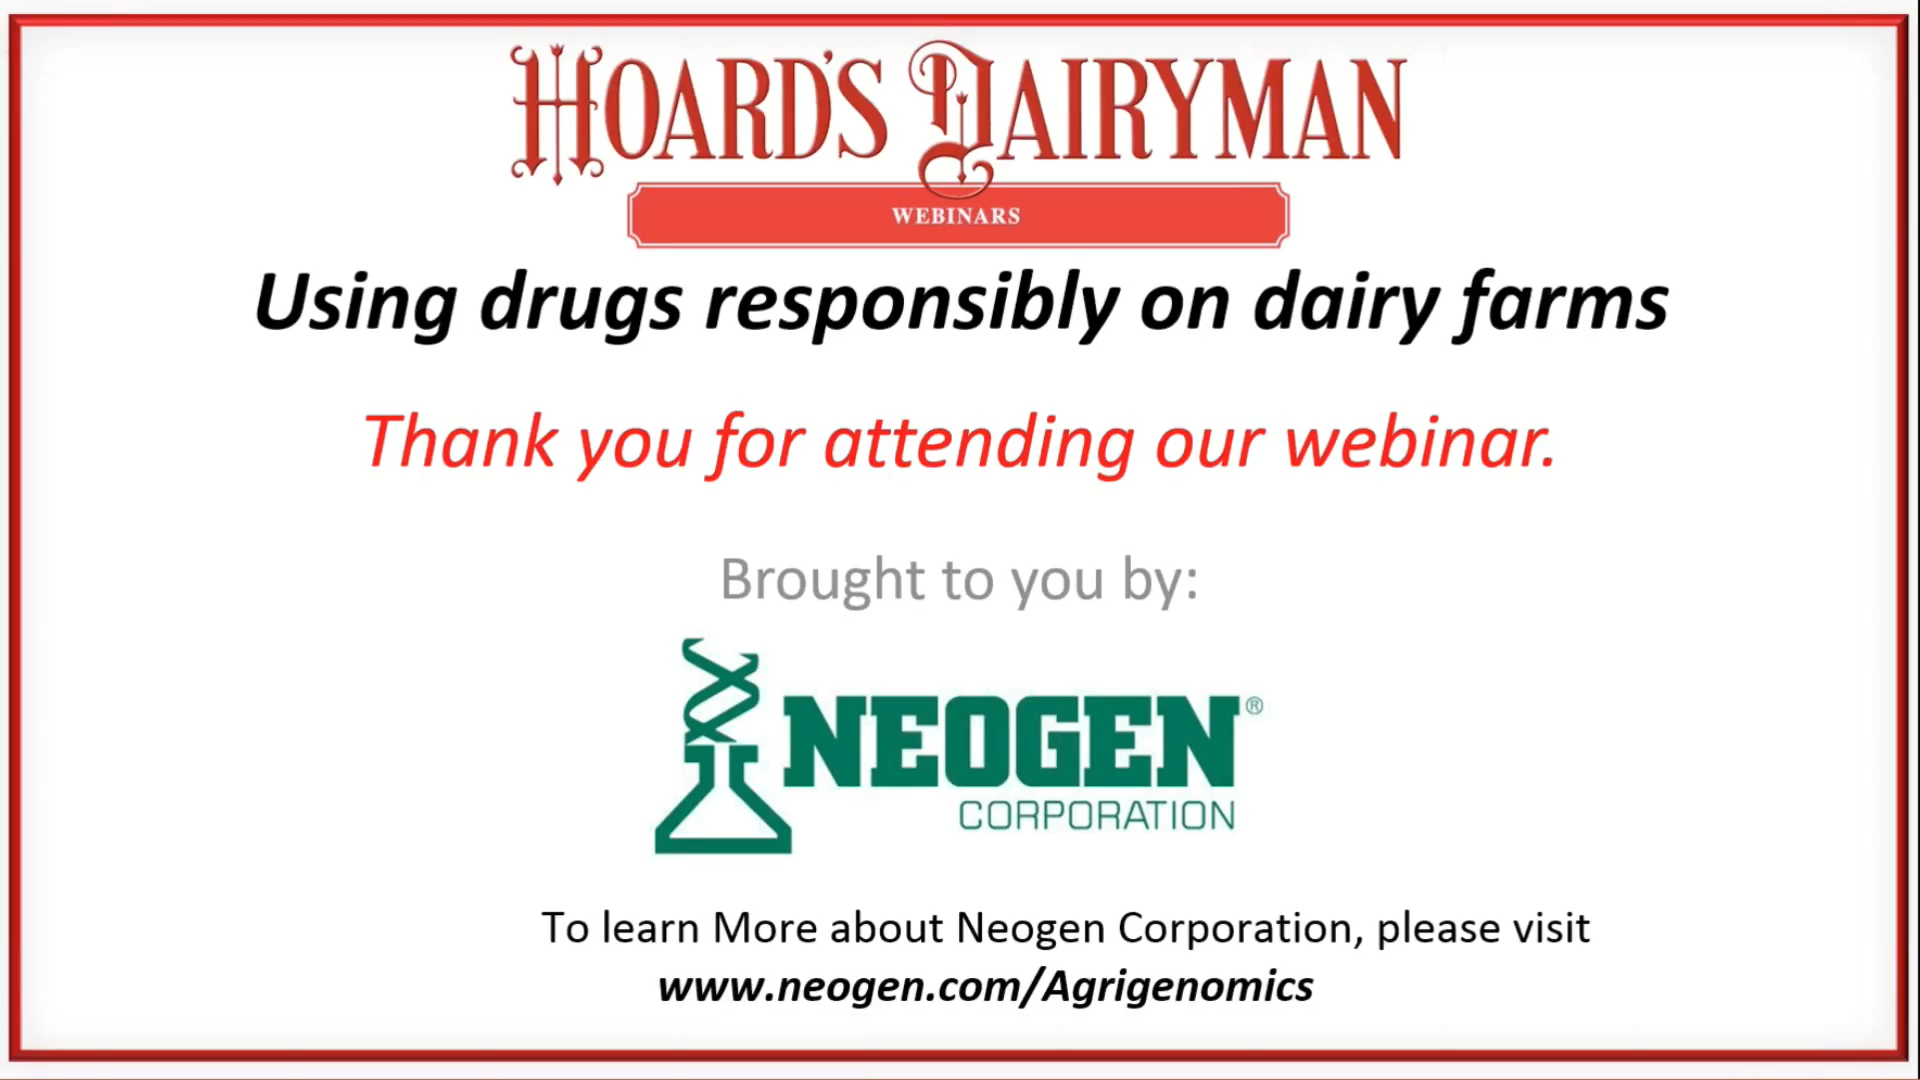 HOARD'S DAIRYMAN
WEBINARS
Using drugs responsibly on dairy farms
Thank you for attending our webinar.
Brought to you by:
NEOGEN®
CORPORATION
To learn More about Neogen Corporation, please visit
www.neogen.com/Agrigenomics